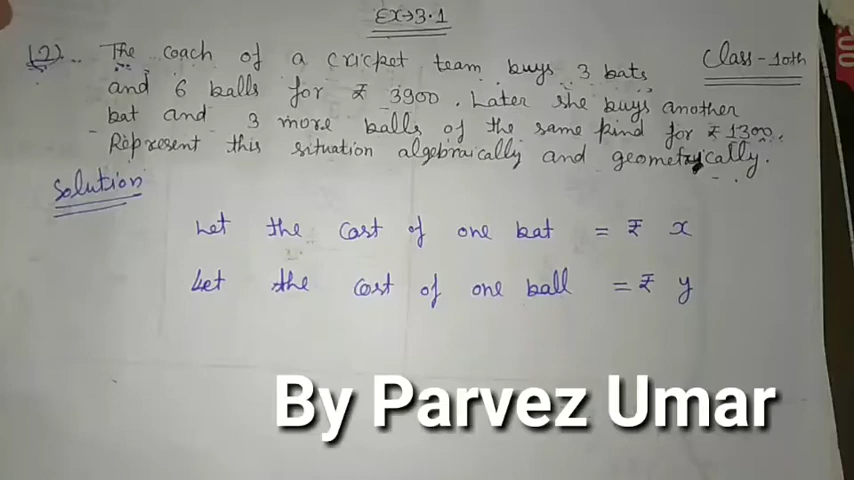 Ex→3.1
(2).. The coach of a cricket team buys 3 bats
Class-10th
and 6 balls for ₹ 3900. Later she buys another
bat and 3 more balls of the same kind for ₹ 1300.
Represent this situation algebraically and geometrically.
Solution
Let the cost of one bat = ₹ x
Let the cost of one ball = ₹ y
By Parvez Umar